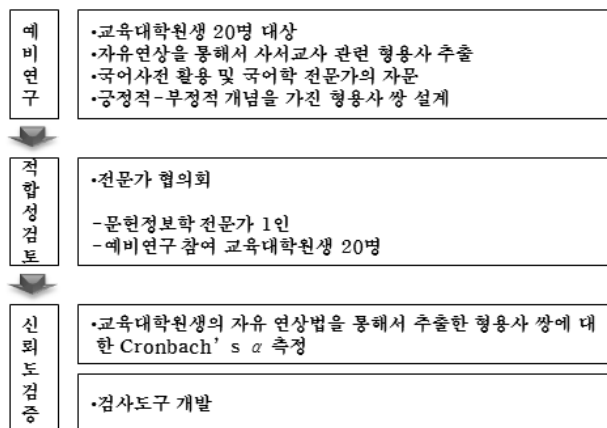 예비연구
•교육대학원생 20명 대상
•자유연상을 통해서 사서교사 관련 형용사 추출
•국어사전 활용 및 국어학 전문가의 자문
•긍정적-부정적 개념을 가진 형용사 쌍 설계
적합성검토
•전문가 협의회
-문헌정보학 전문가 1인
-예비연구 참여 교육대학원생 20명
신뢰도검증
•교육대학원생의 자유 연상법을 통해서 추출한 형용사 쌍에 대
한 Cronbach’s α 측정
•검사도구 개발